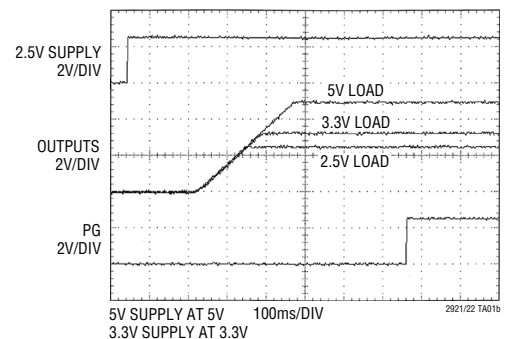 2.5V SUPPLY
2V/DIV
5V LOAD
3.3V LOAD
OUTPUTS
2V/DIV
2.5V LOAD
PG
2V/DIV
5V SUPPLY AT 5V
3.3V SUPPLY AT 3.3V
100ms/DIV
2921/22 TA01b